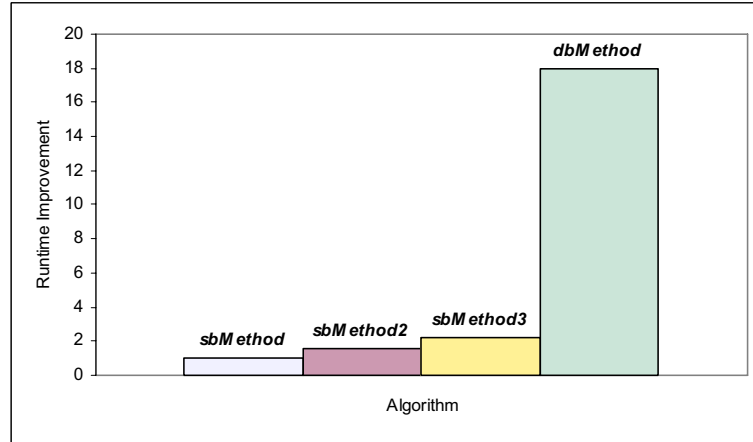 20
18
16
14
12
10
8
6
4
2
0
Runtime Improvement
dbMethod
sbMethod3
sbMethod2
sbMethod
Algorithm